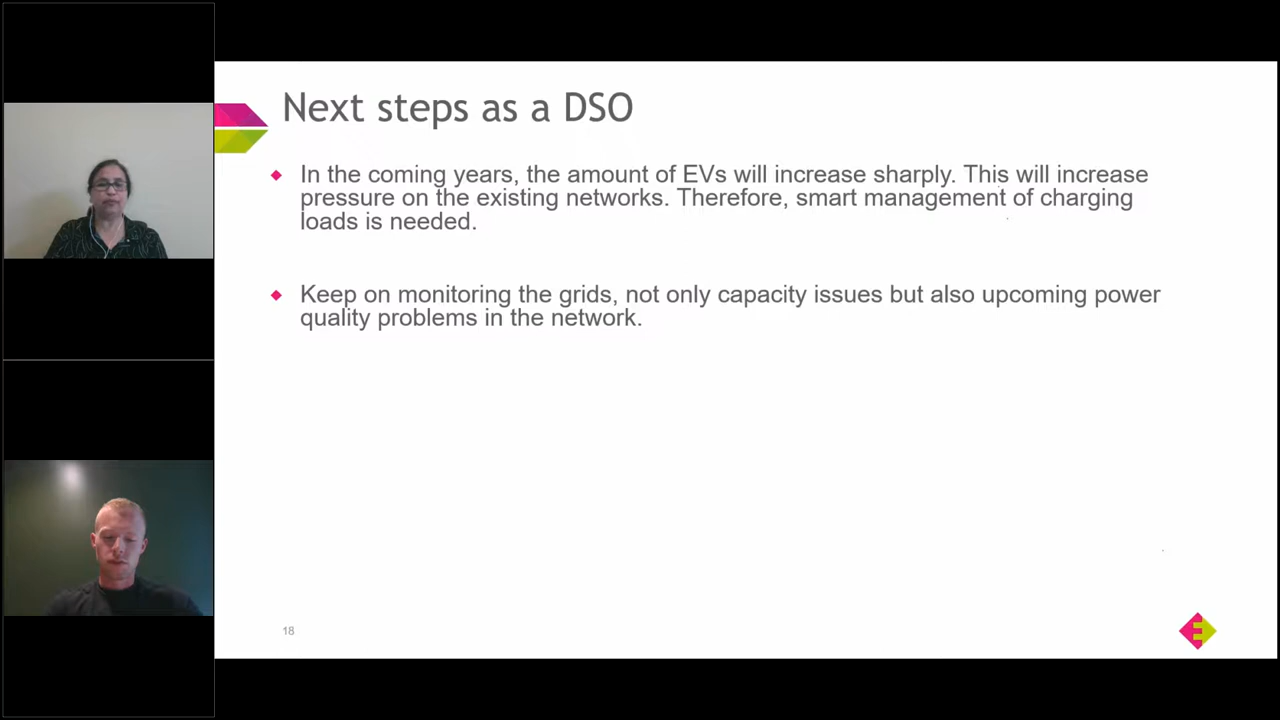 Next steps as a DSO
In the coming years, the amount of EVs will increase sharply. This will increase
pressure on the existing networks. Therefore, smart management of charging
loads is needed.
Keep on monitoring the grids, not only capacity issues but also upcoming power
quality problems in the network.
18